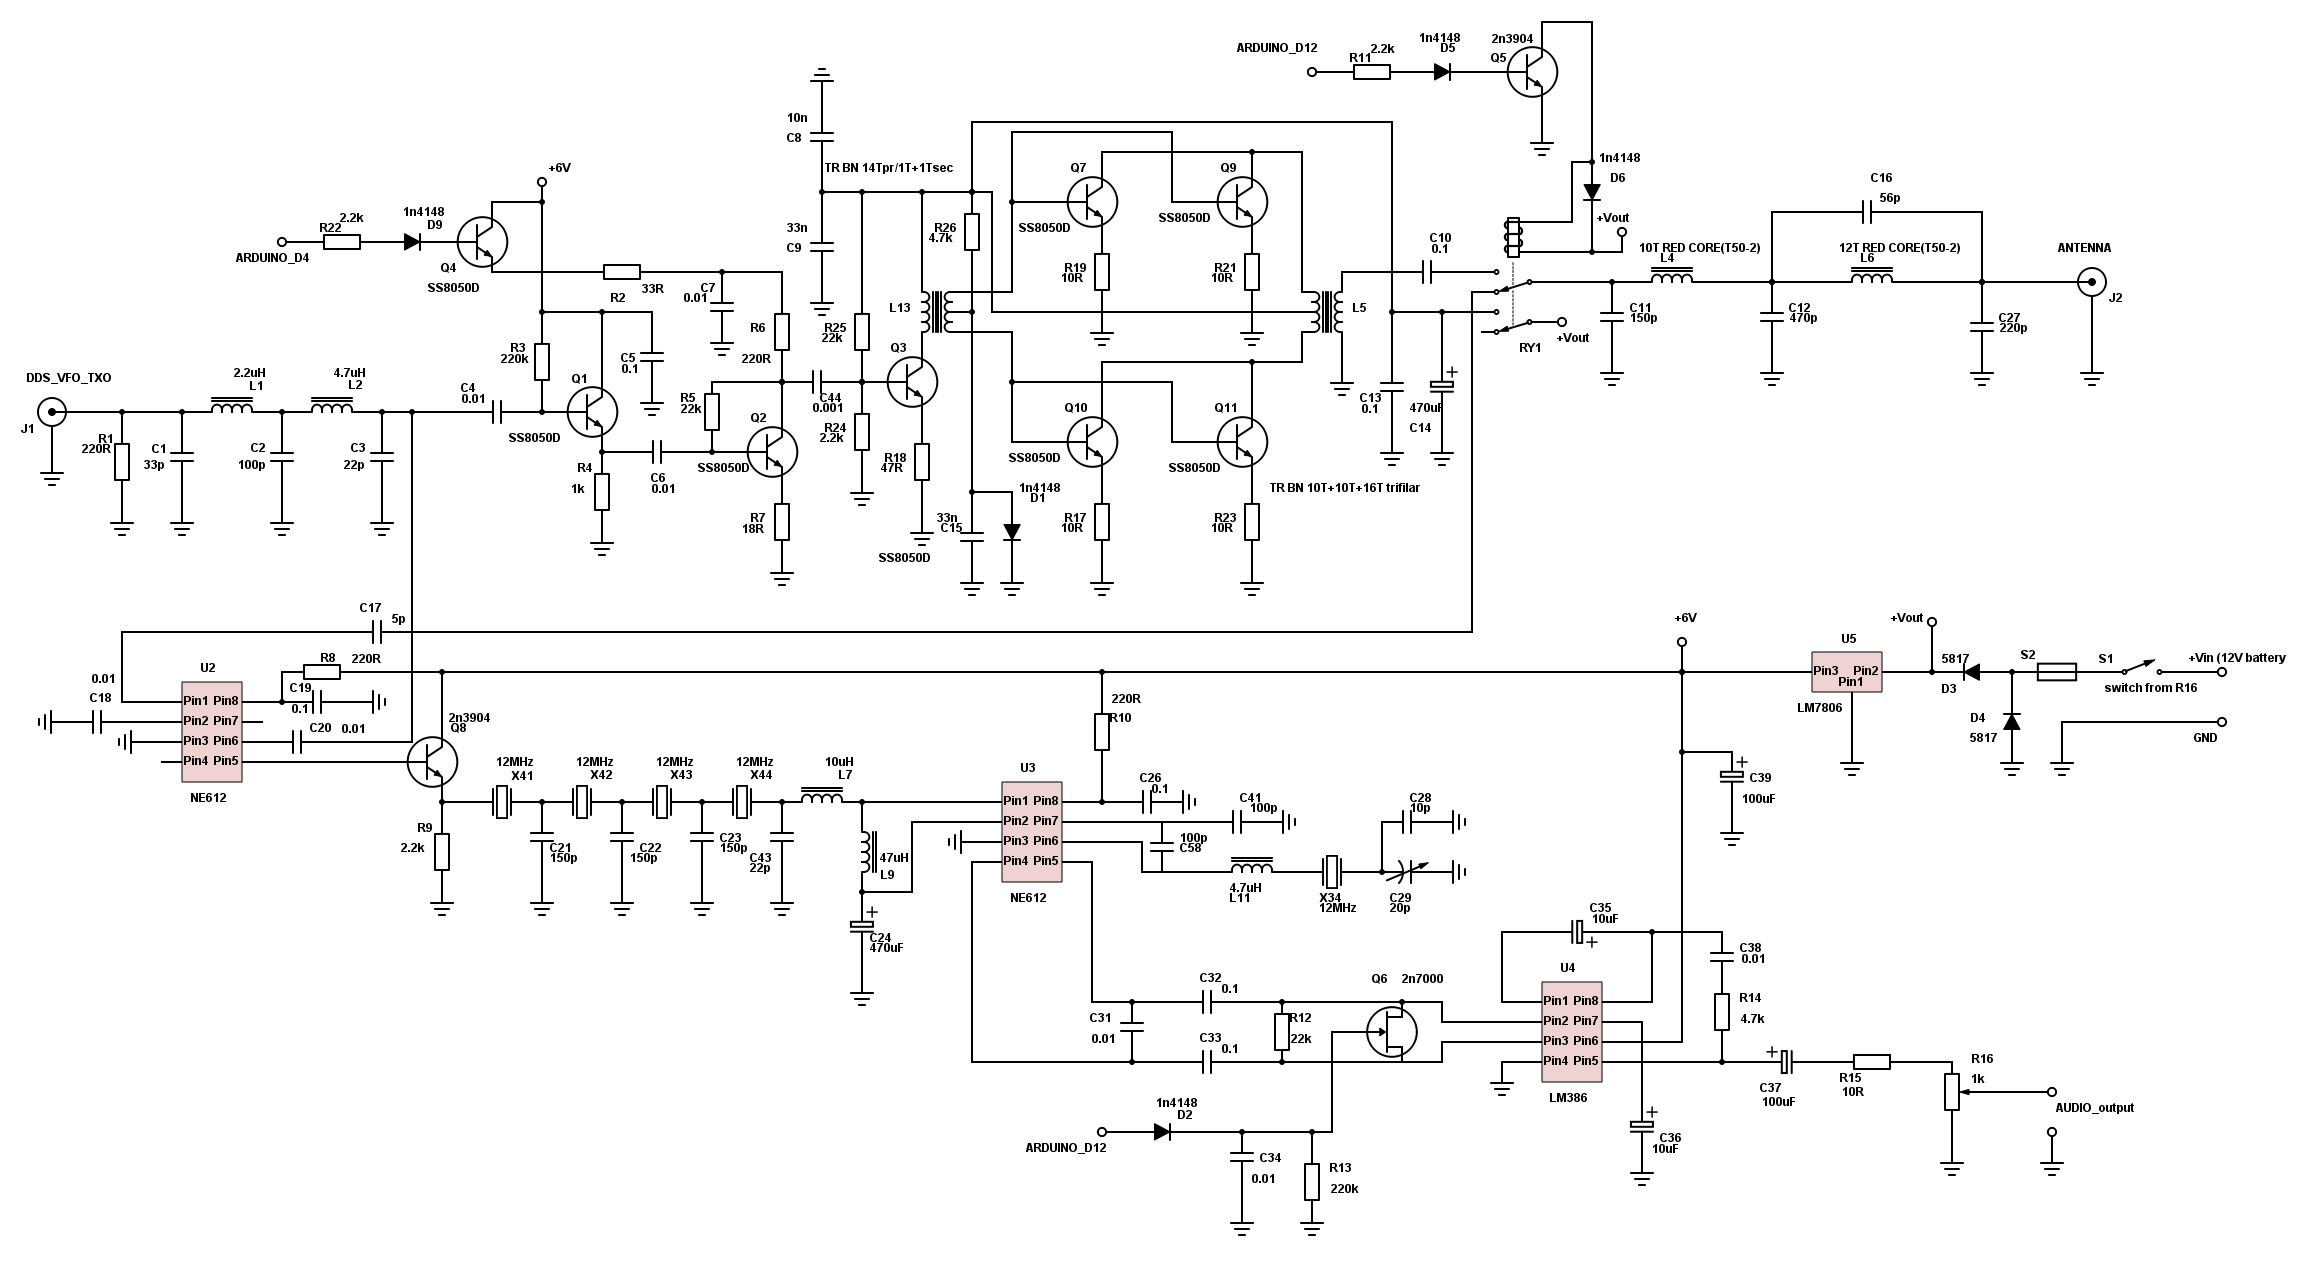 ARDUINO_D12
R11
2.2k
1n4148
D5
2n3904
Q5
10n
C8
TR BN 14Tpr/1T+1Tsec
+6V
Q7
SS8050D
Q9
SS8050D
1n4148
D6
+Vout
C16
56p
R22
2.2k
1n4148
D9
ARDUINO_D4
Q4
SS8050D
33n
C9
R26
4.7k
R19
10R
R21
10R
C10
0.1
10T RED CORE(T50-2)
L4
12T RED CORE(T50-2)
L6
ANTENNA
J2
R2
33R
C7
0.01
R6
220R
R25
22k
L13
L5
RY1
+Vout
C11
150p
C12
470p
C27
220p
DDS_VFO_TXO
J1
2.2uH
L1
4.7uH
L2
C4
0.01
R3
220k
Q1
SS8050D
C5
0.1
R5
22k
C44
0.001
Q3
Q2
SS8050D
R24
2.2k
R18
47R
SS8050D
Q10
SS8050D
Q11
SS8050D
C13
0.1
470uF
C14
R1
220R
C1
33p
C2
100p
C3
22p
R4
1k
C6
0.01
R7
18R
33n
C15
1n4148
D1
R17
10R
R23
10R
TR BN 10T+10T+16T trifilar
C17
5p
U2
R8
220R
0.01
C18
C19
0.1
C20
0.01
Pin1 Pin8
Pin2 Pin7
Pin3 Pin6
Pin4 Pin5
NE612
2n3904
Q8
+6V
U5
Pin3 Pin2
Pin1
LM7806
+Vout
5817
D3
S2
S1
+Vin (12V battery
switch from R16
D4
5817
GND
C39
100uF
220R
R10
12MHz
X41
12MHz
X42
12MHz
X43
12MHz
X44
10uH
L7
R9
2.2k
C21
150p
C22
150p
C23
150p
C43
22p
47uH
L9
C24
470uF
U3
Pin1 Pin8
Pin2 Pin7
Pin3 Pin6
Pin4 Pin5
NE612
C26
0.1
C41
100p
100p
C58
4.7uH
L11
X34
12MHz
C28
10p
C29
20p
C31
0.01
C32
0.1
C33
0.1
R12
22k
Q6
2n7000
C35
10uF
U4
Pin1 Pin8
Pin2 Pin7
Pin3 Pin6
Pin4 Pin5
LM386
C38
0.01
R14
4.7k
C37
100uF
R15
10R
R16
1k
AUDIO_output
C36
10uF
1n4148
D2
ARDUINO_D12
C34
0.01
R13
220k